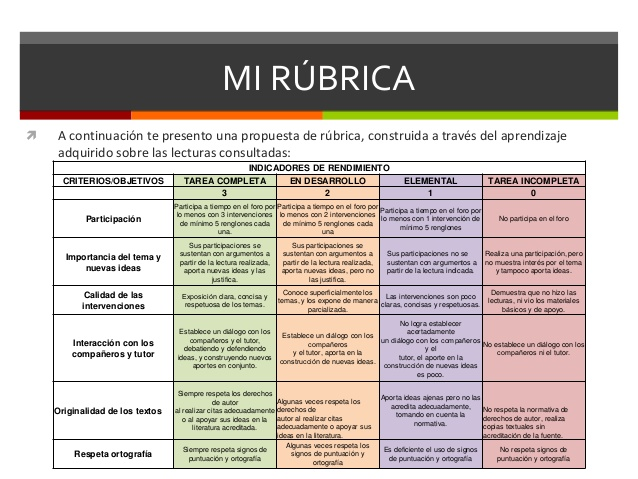 MI RÚBRICA
A continuación te presento una propuesta de rúbrica, construida a través del aprendizaje
adquirido sobre las lecturas consultadas:
INDICADORES DE RENDIMIENTO
CRITERIOS/OBJETIVOS TAREA COMPLETA EN DESARROLLO ELEMENTAL TAREA INCOMPLETA
3 2 1 0
Participación
Participa a tiempo en el foro por
lo menos con 3 intervenciones
de mínimo 5 renglones cada
una
Participa a tiempo en el foro por
lo menos con 2 intervenciones
de mínimo 5 renglones cada
una.
Participa a tiempo en el foro por
lo menos con 1 intervención de
mínimo 5 renglones
No participa en el foro
Importancia del tema y
nuevas ideas
Sus participaciones se
sustentan con argumentos a
partir de la lectura realizada,
aporta nuevas ideas y las
justifica.
Sus participaciones se
sustentan con argumentos a
partir de la lectura realizada,
aporta nuevas ideas, pero no
las justifica.
Sus participaciones no se
sustentan con argumentos a
partir de la lectura indicada.
Realiza una participación, pero
no muestra interés por el tema
y tampoco aporta ideas.
Calidad de las
intervenciones
Exposición clara, concisa y
respetuosa de los temas.
Conoce superficialmente los
temas, y los expone de manera
parcializada.
Las intervenciones son poco
claras, concisas y respetuosas.
Demuestra que no hizo las
lecturas, ni vio los materiales
básicos y de apoyo.
Interacción con los
compañeros y tutor
Establece un diálogo con los
compañeros y el tutor,
debatiendo y defendiendo
ideas, y construyendo nuevos
aportes en conjunto.
Establece un diálogo con los
compañeros
y el tutor, aporta en la
construcción de nuevas ideas.
No logra establecer
acertadamente
un diálogo con los compañeros
y el
tutor, el aporte en la
construcción de nuevas ideas
es poco.
No establece un diálogo con los
compañeros ni el tutor.
Originalidad de los textos
Siempre respeta los derechos
de autor
al realizar citas adecuadamente
o al apoyar sus ideas en la
literatura acreditada.
Algunas veces respeta los
derechos de
autor al realizar citas
adecuadamente o apoyar sus
ideas en la literatura.
Aporta ideas ajenas pero no las
acredita adecuadamente,
tomando en cuenta la
normativa.
No respeta la normativa de
derechos de autor, realiza
copias textuales sin
acreditación de la fuente.
Respeta ortografía
Siempre respeta signos de
puntuación y ortografía
Algunas veces respeta los
signos de puntuación y
ortografía
Es deficiente el uso de signos
de puntuación y ortografía
No respeta signos de
puntuación y ortografía